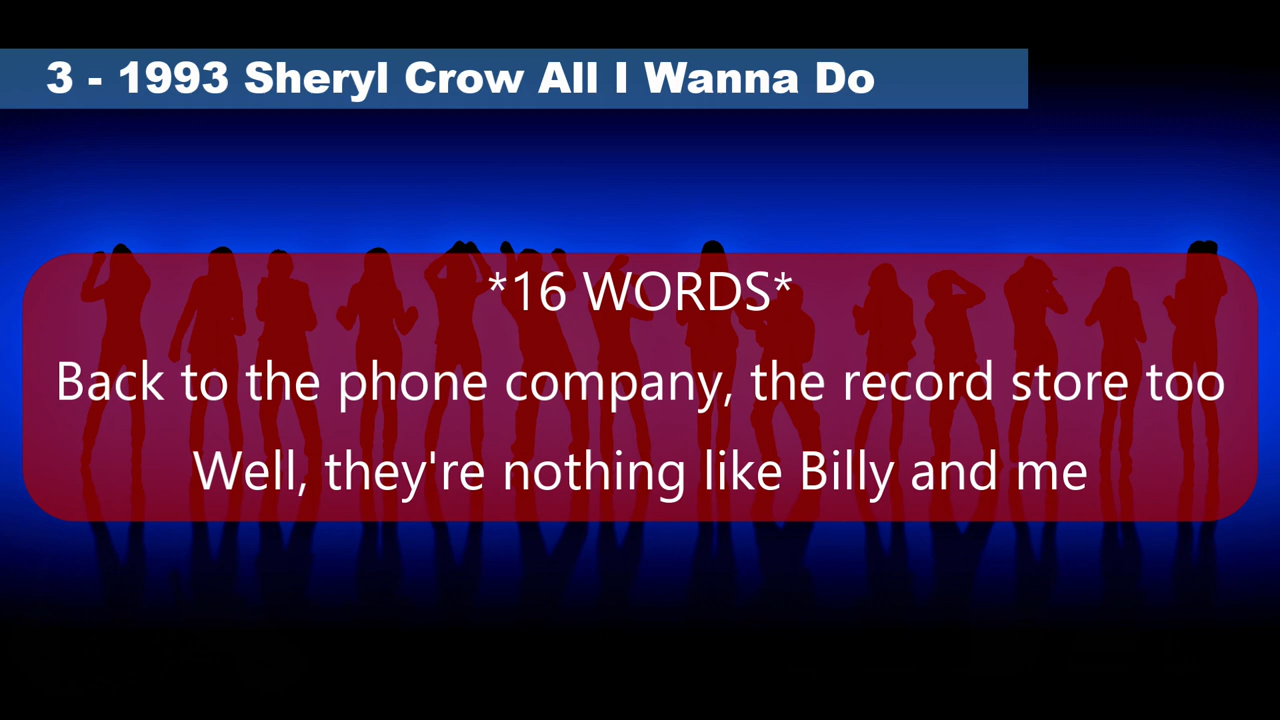 3 - 1993 Sheryl Crow All I Wanna Do
*16 WORDS*
Back to the phone company, the record store too
Well, they're nothing like Billy and me